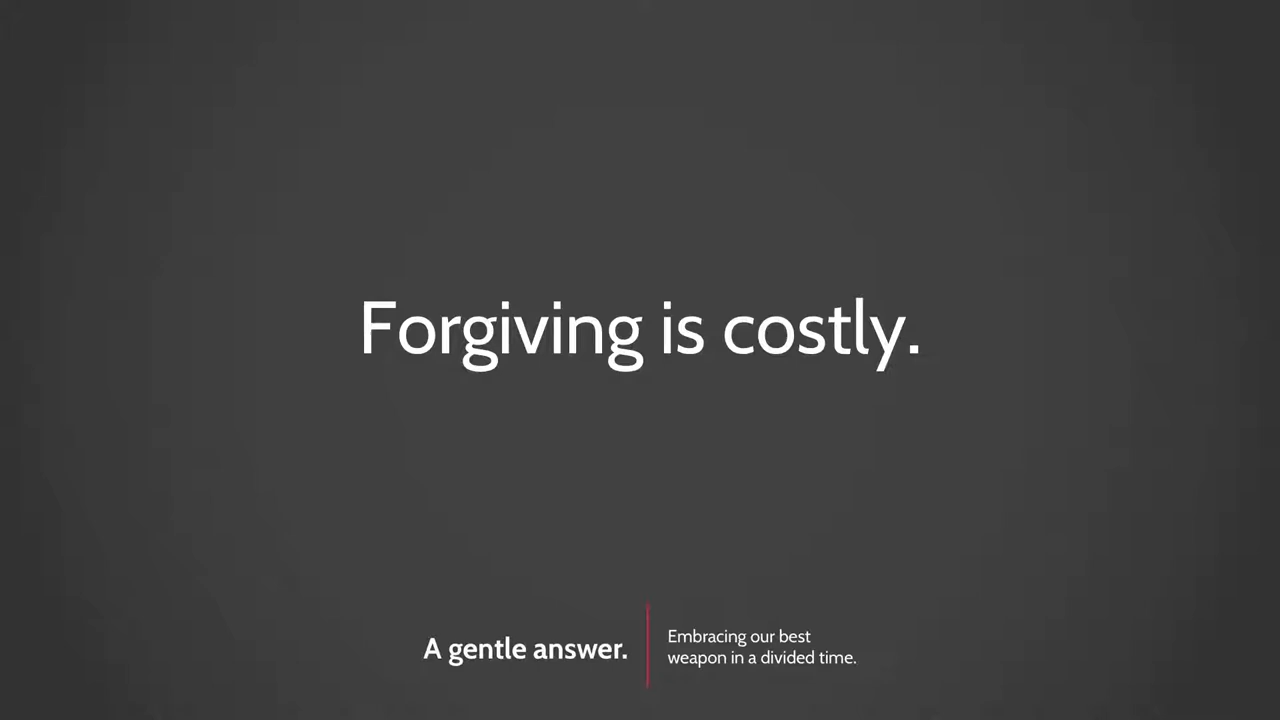 Forgiving is costly.
A gentle answer.
Embracing our best
weapon in a divided time.